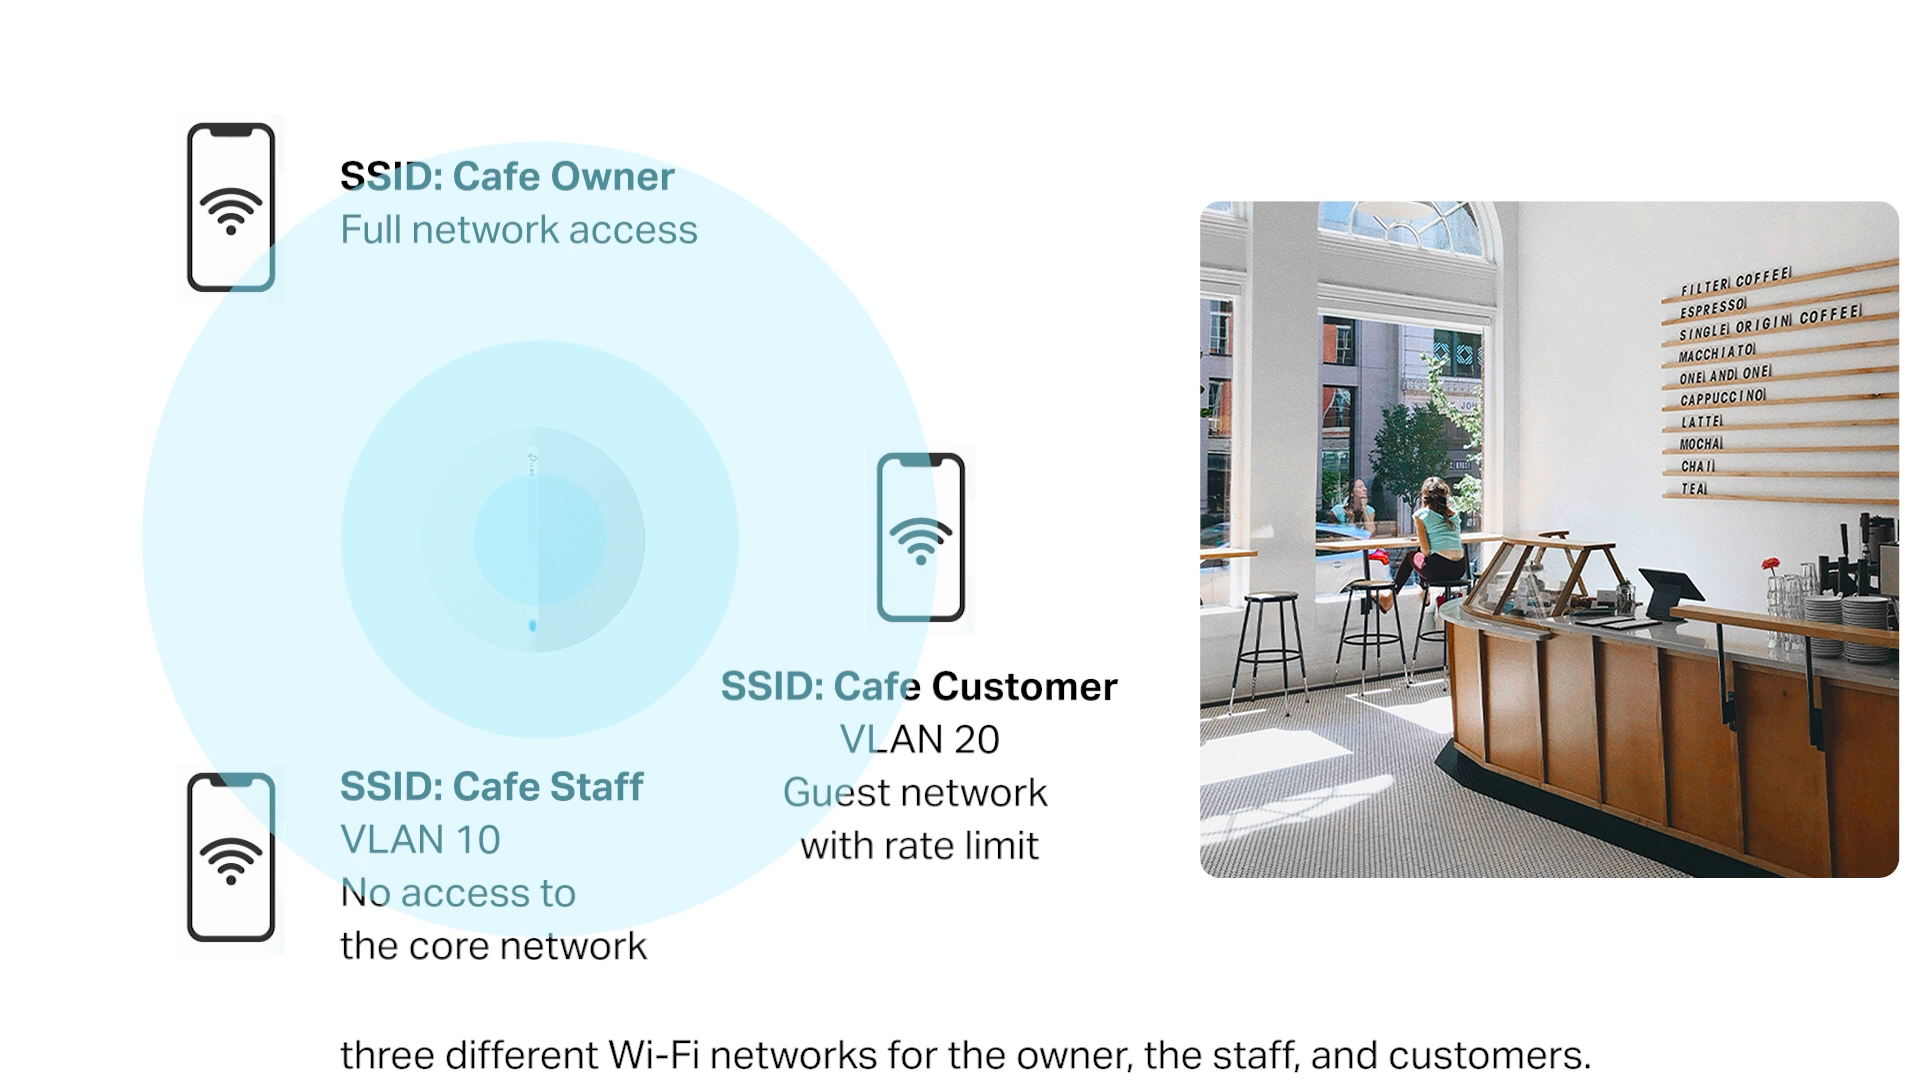 SSID: Cafe Owner
Full network access
SSID: Cafe Customer
VLAN 20
Guest network
with rate limit
SSID: Cafe Staff
VLAN 10
No access to
the core network
FILTER COFFEE
ESPRESSO
SINGLE ORIGIN COFFEE
MACCHIATO
ONE AND ONE
CAPPUCCINO
LATTE
MOCHA
CHAI
TEA
three different Wi-Fi networks for the owner, the staff, and customers.